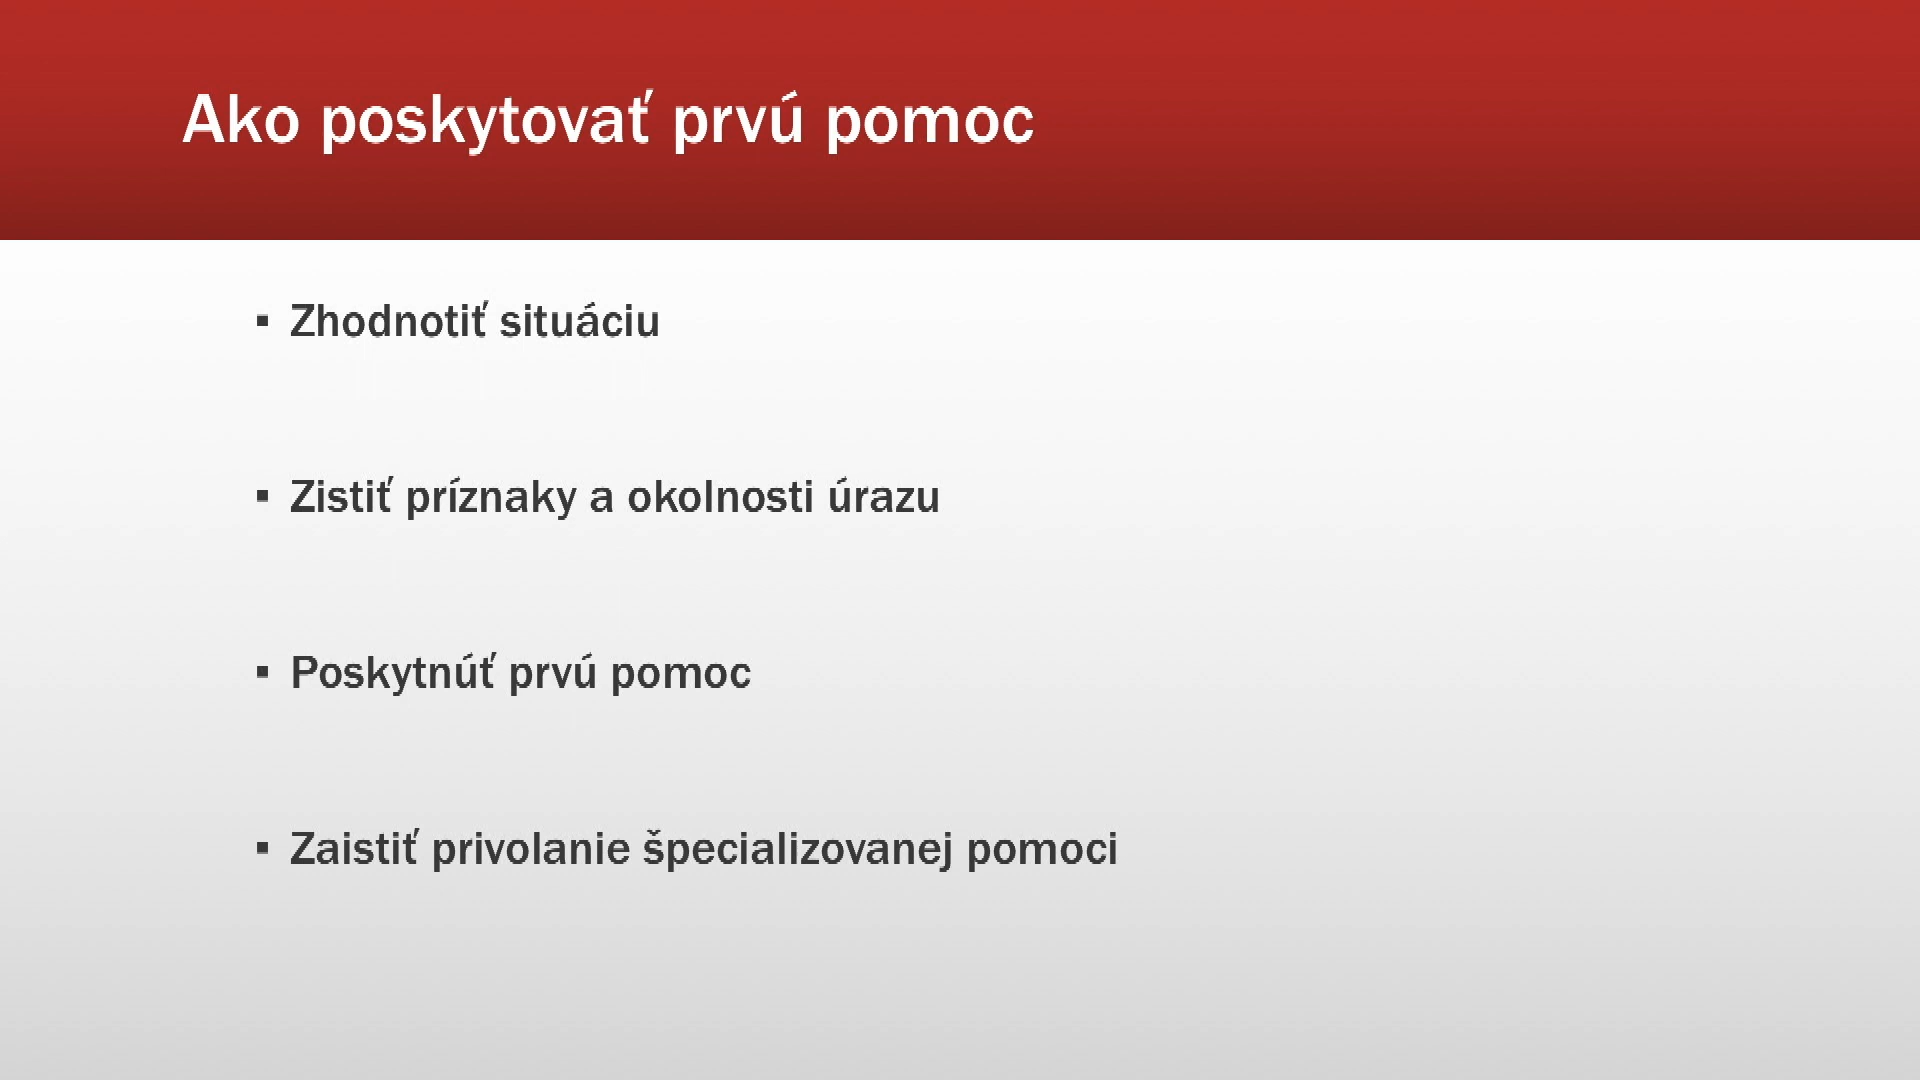 Ako poskytovať prvú pomoc
▪ Zhodnotiť situáciu
▪ Zistiť príznaky a okolnosti úrazu
▪ Poskytnúť prvú pomoc
▪ Zaistiť privolanie špecializovanej pomoci